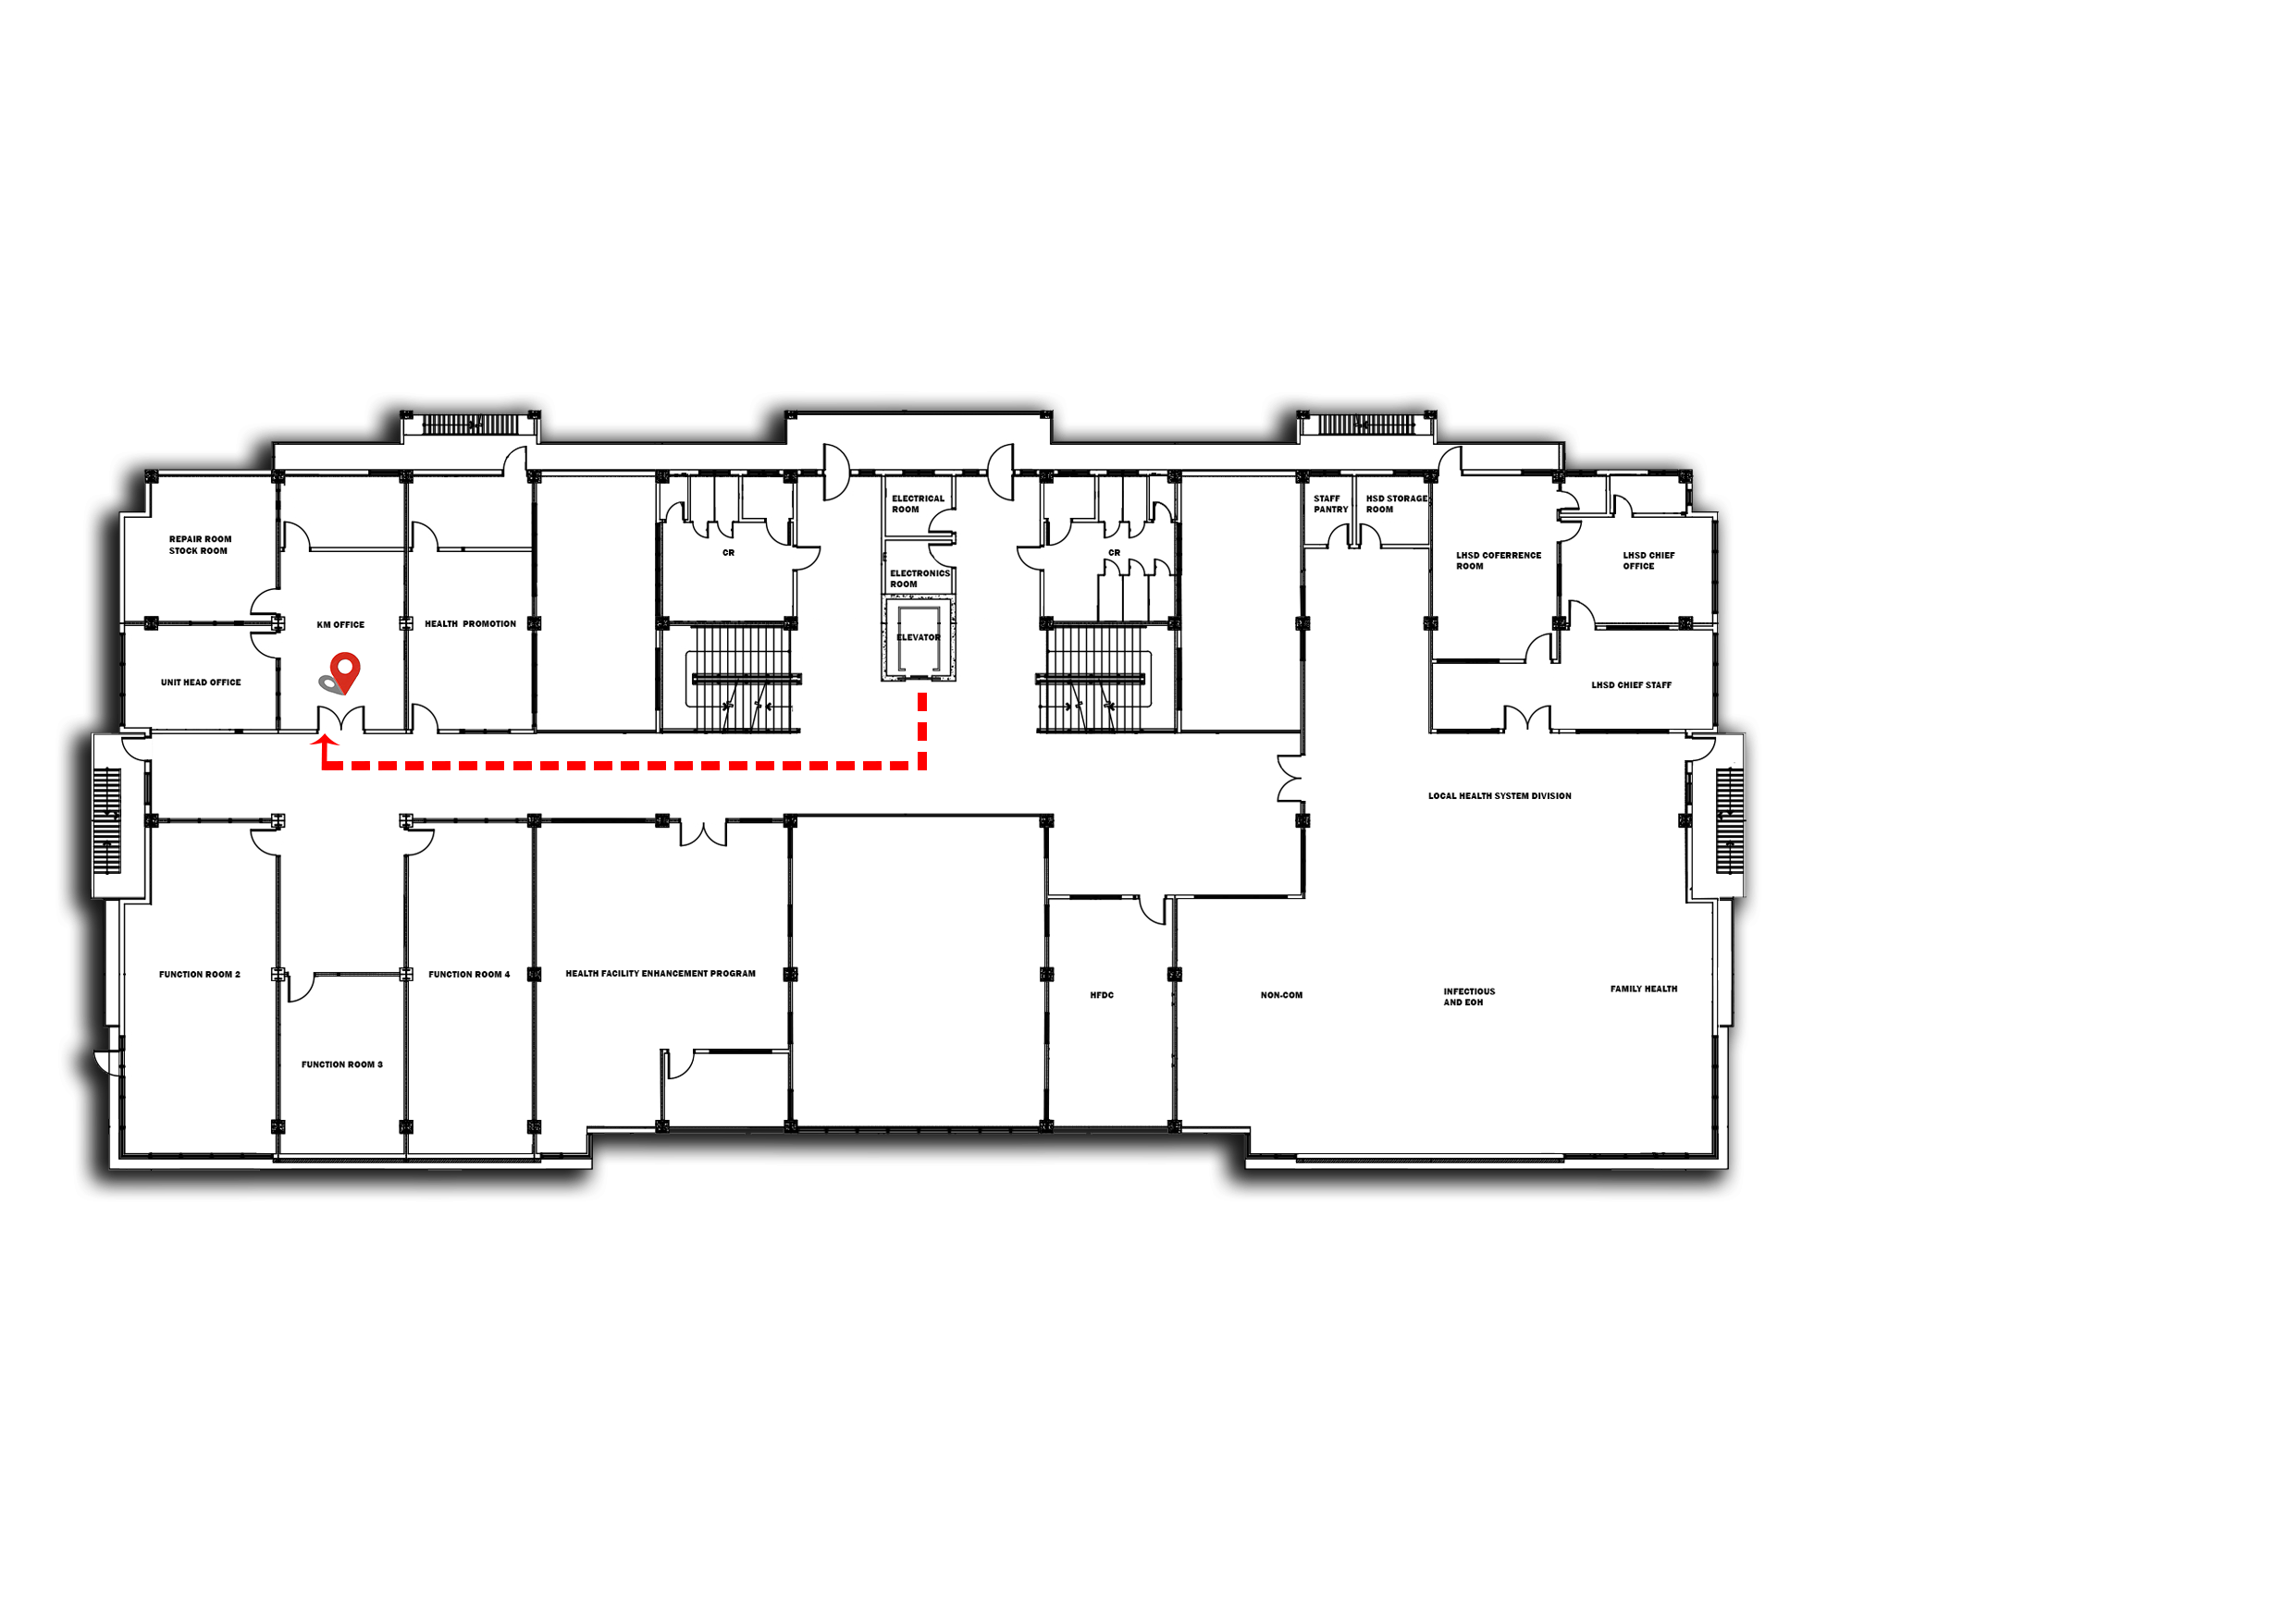 ELECTRICAL
ROOM
STAFF
PANTRY
HSD STORAGE
ROOM
REPAIR ROOM
STOCK ROOM
CR
CR
LHSD COFERRENCE
ROOM
LHSD CHIEF
OFFICE
ELECTRONICS
ROOM
KM OFFICE
HEALTH PROMOTION
ELEVATOR
UNIT HEAD OFFICE
LHSD CHIEF STAFF
LOCAL HEALTH SYSTEM DIVISION
FUNCTION ROOM 2
FUNCTION ROOM 4
HEALTH FACILITY ENHANCEMENT PROGRAM
HFDC
NON-COM
INFECTIOUS
AND EOH
FAMILY HEALTH
FUNCTION ROOM 3